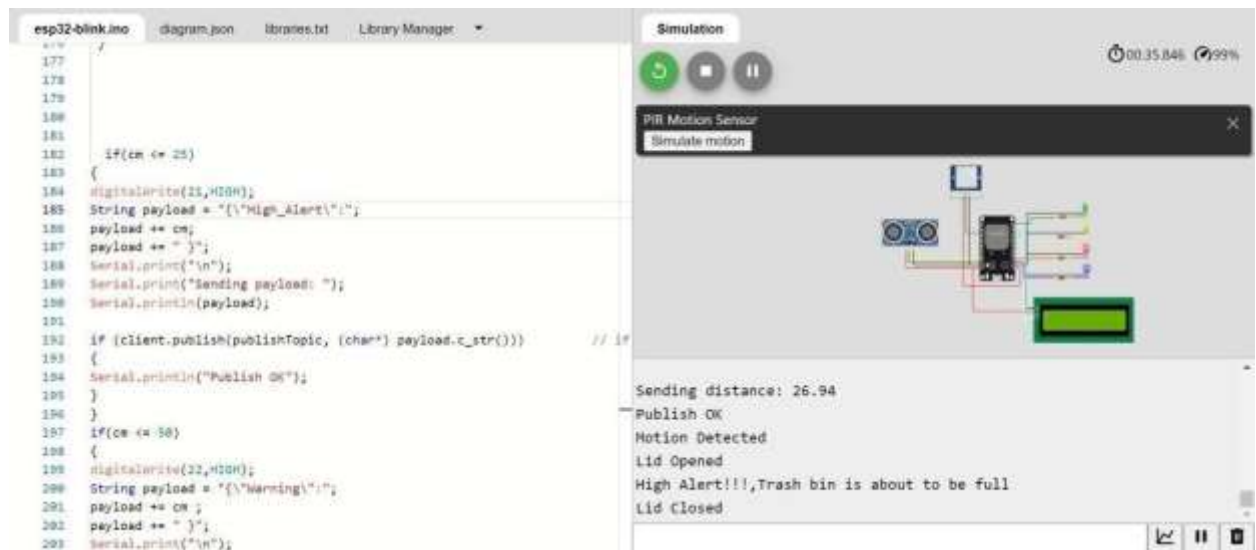 esp32-blink.ino diagram.json libraries.txt Library Manager
176 }
177
178
179
180
181
182 if(cm <= 25)
183 {
184 digitalWrite(21,HIGH);
185 String payload = "{\"High_Alert\":";
186 payload += cm;
187 payload += " }";
188 Serial.print("\n");
189 Serial.print("Sending payload: ");
190 Serial.println(payload);
191
192 if (client.publish(publishTopic, (char*) payload.c_str())) // if
193 {
194 Serial.println("Publish OK");
195 }
196 }
197 if(cm <= 50)
198 {
199 digitalWrite(22,HIGH);
200 String payload = "{\"Warning\":";
201 payload += cm ;
202 payload += " }";
203 Serial.print("\n");
Simulation
00:35.846 99%
PIR Motion Sensor
Simulate motion
Sending distance: 26.94
Publish OK
Motion Detected
Lid Opened
High Alert!!!,Trash bin is about to be full
Lid Closed